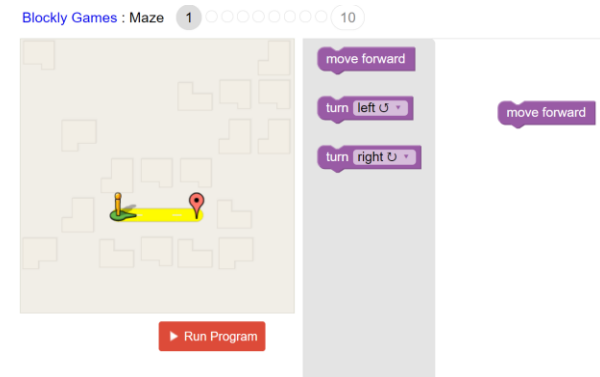 Blockly Games : Maze 1 10
move forward
turn left ↺ ▾
turn right ↻ ▾
move forward
Run Program